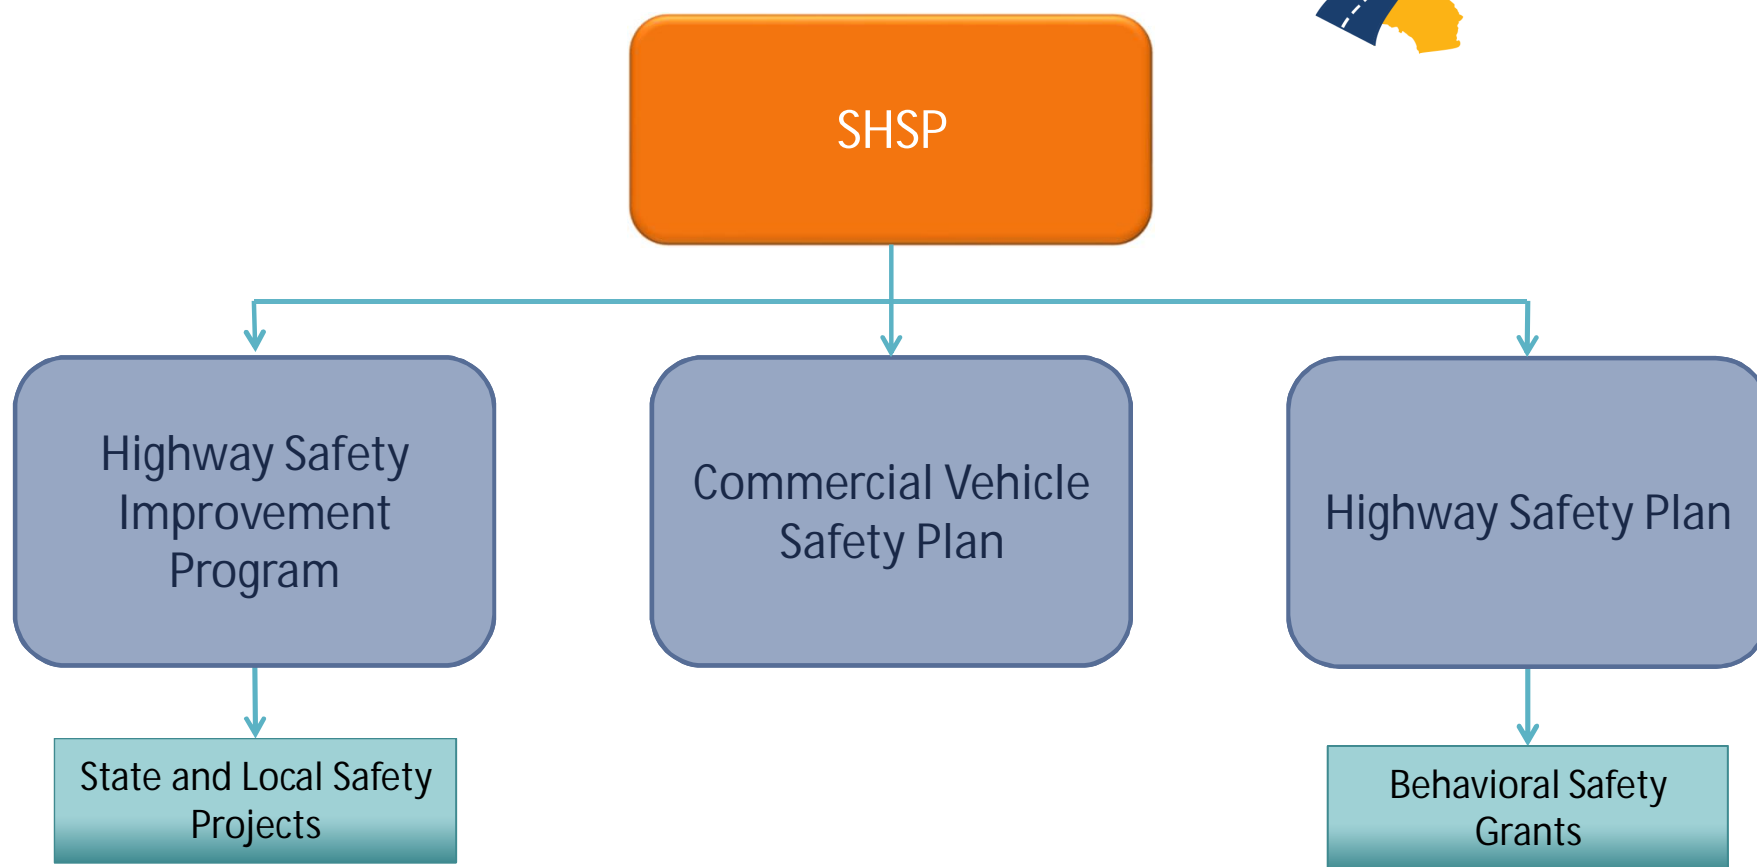 SHSP
Highway Safety
Improvement
Program
Commercial Vehicle
Safety Plan
Highway Safety Plan
State and Local Safety
Projects
Behavioral Safety
Grants